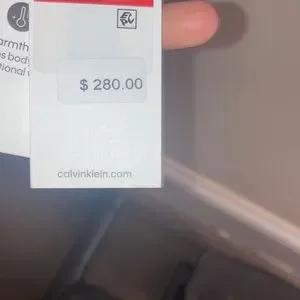 armth
s body
tional
$ 280.00
calvinklein.com